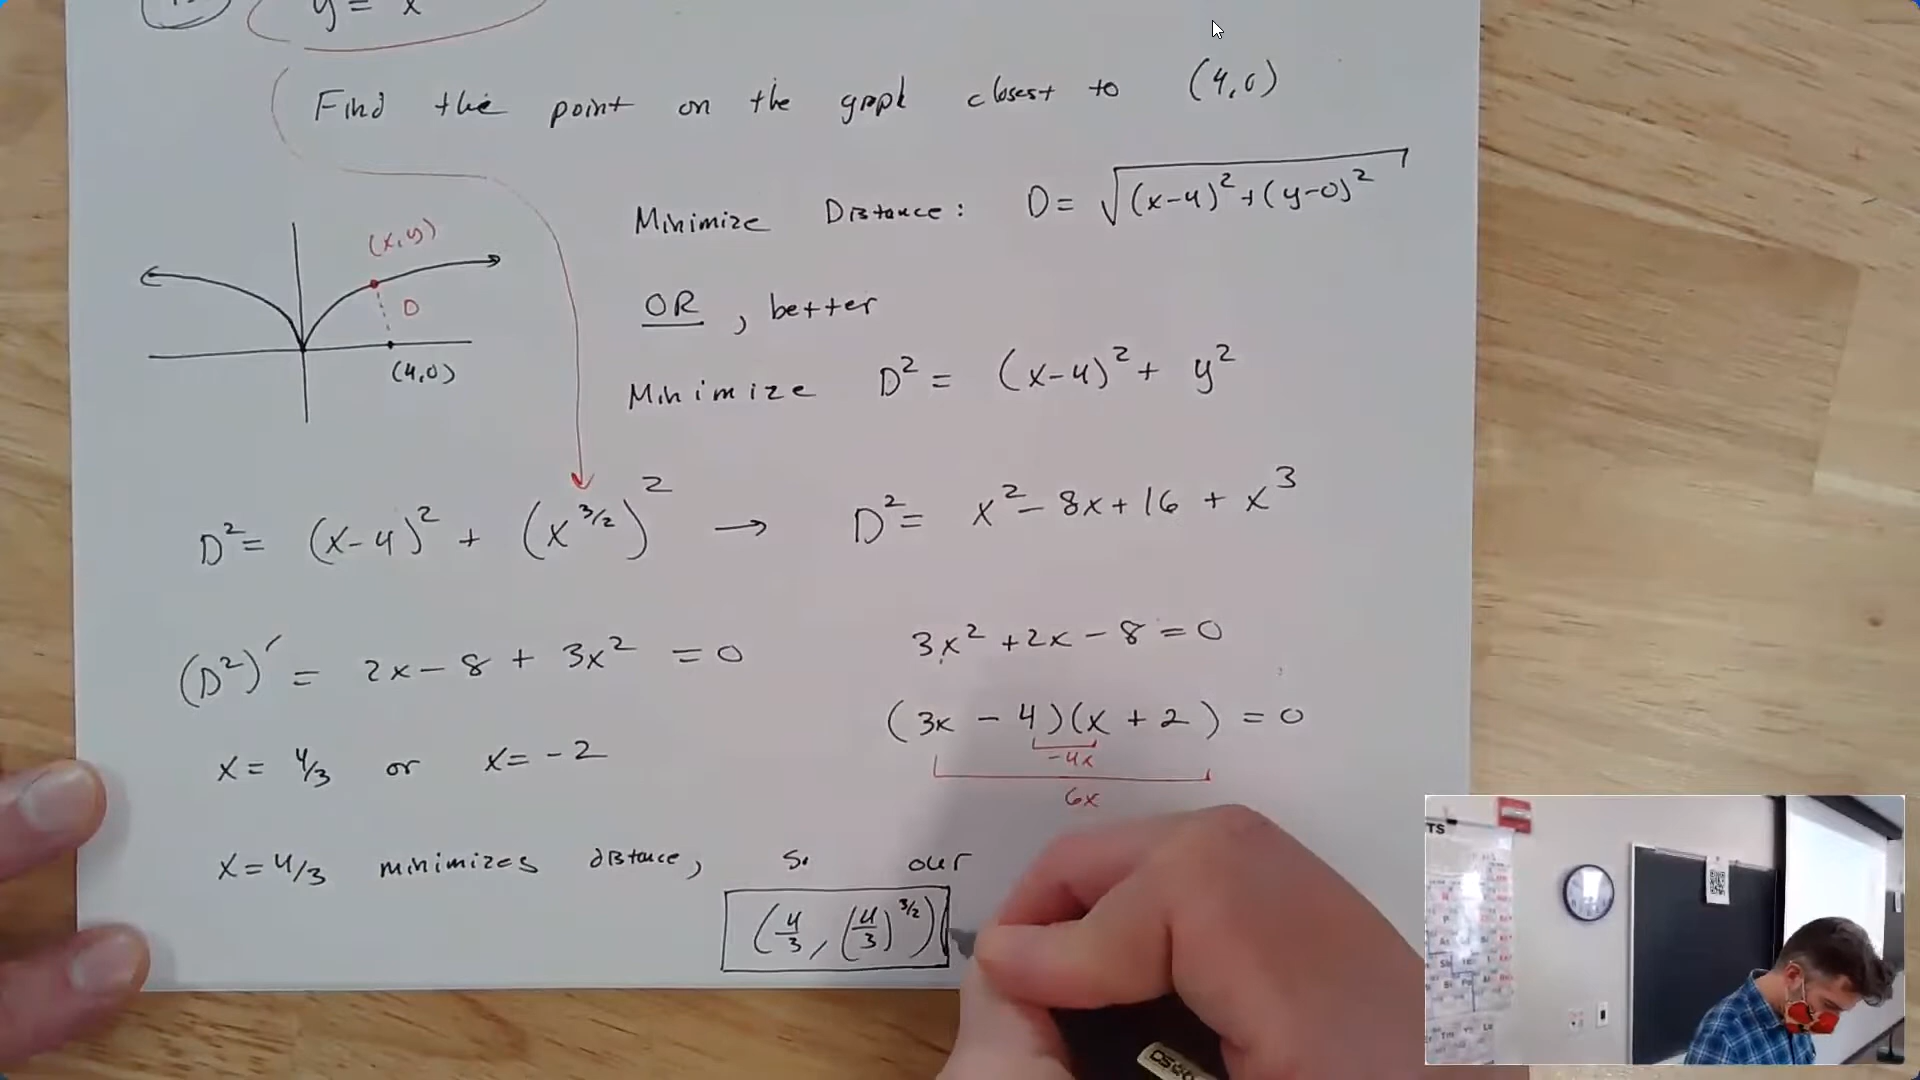 y = x
Find the point on the graph closest to (4,0)
Minimize Distance: D = √(x-4)² + (y-0)²
(x,y)
D
(4,0)
OR, better
Minimize D² = (x-4)² + y²
D² = (x-4)² + (x^3/2)² → D² = x² - 8x + 16 + x³
(D²)′ = 2x - 8 + 3x² = 0
3x² + 2x - 8 = 0
(3x - 4)(x + 2) = 0
-4x
6x
x = 4/3 or x = -2
x = 4/3 minimizes distance, so our
(4/3, (4/3)^3/2)
TS